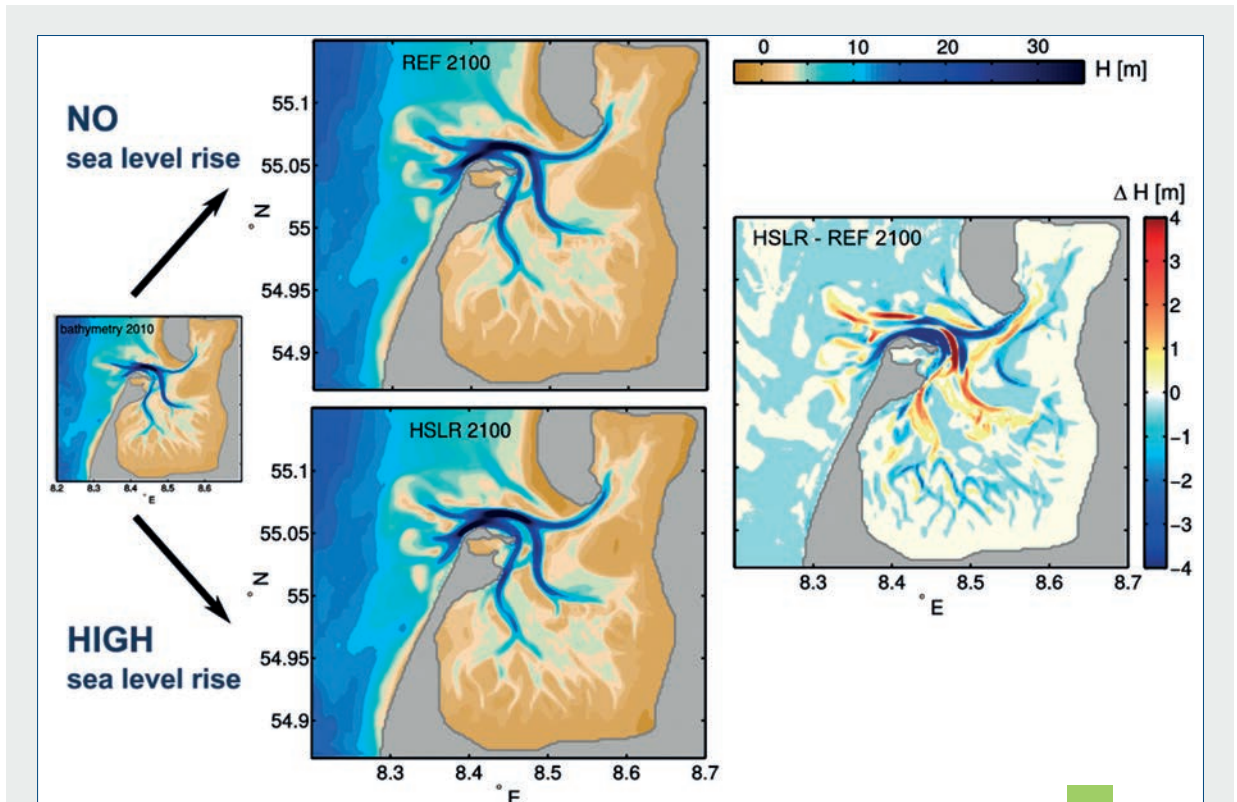 NO
sea level rise
bathymetry 2010
8.2 8.3 8.4 8.5 8.6
° E
HIGH
sea level rise
REF 2100
55.1
55.05
55
54.95
54.9
° N
HSLR 2100
55.1
55.05
55
54.95
54.9
° N
8.3 8.4 8.5 8.6 8.7
° E
0 10 20 30
H [m]
Δ H [m]
HSLR - REF 2100
4
3
2
1
0
−1
−2
−3
−4
8.3 8.4 8.5 8.6 8.7
° E